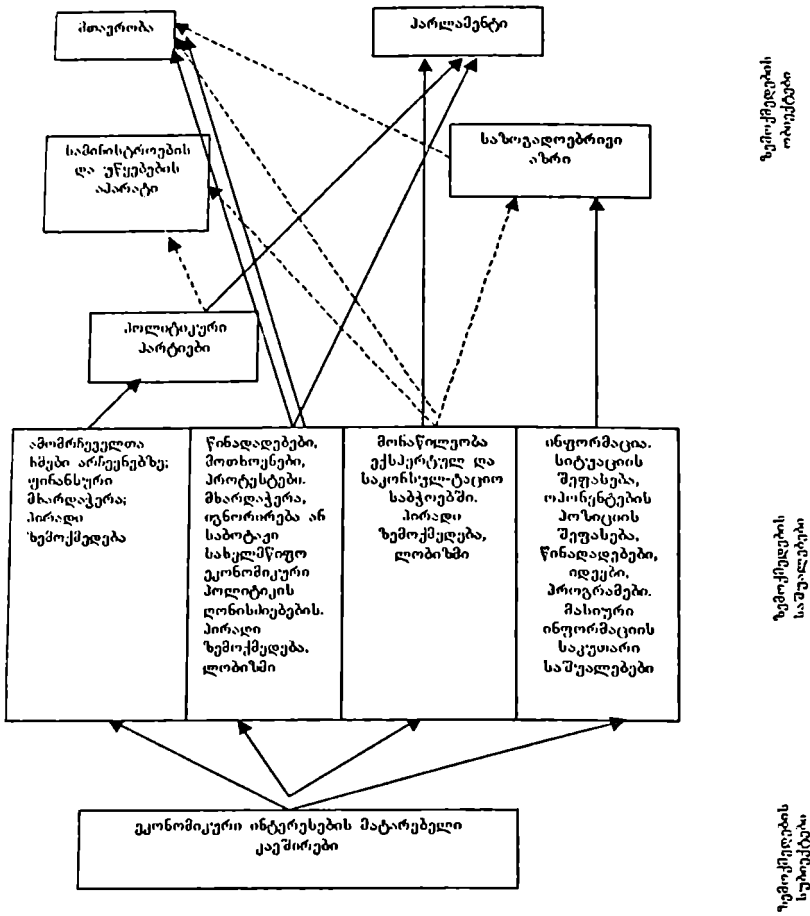 მთავრობა
პარლამენტი
ზემოქმედების
ობიექტები
სამინისტროების
და უწყებების
აპარატი
საზოგადოებრივი
აზრი
პოლიტიკური
პარტიები
ამომრჩეველთა
ხმები არჩევნებზე;
ფინანსური
მხარდაჭერა;
პირადი
ზემოქმედება
წინადადებები,
მოთხოვნები,
პროტესტები.
მხარდაჭერა,
იგნორირება ან
საბოტაჟი
სახელმწიფო
ეკონომიკური
პოლიტიკის
ღონისძიებების.
პირადი
ზემოქმედება,
ლობიზმი
მონაწილეობა
ექსპერტულ და
საკონსულ-ტაციო
საბჭოებში.
პირადი
ზემოქმედება,
ლობიზმი
ინფორმაცია.
სიტუაციის
შეფასება,
ოპონენტების
პოზიციის
შეფასება,
წინადადებები,
იდეები,
პროგრამები.
მასიური
ინფორმაციის
საკუთარი
საშუალებები
ზემოქმედების
საშუალებები
ეკონომიკური ინტერესების მატარებელი
კავშირები
ზემოქმედების
სუბიექტები